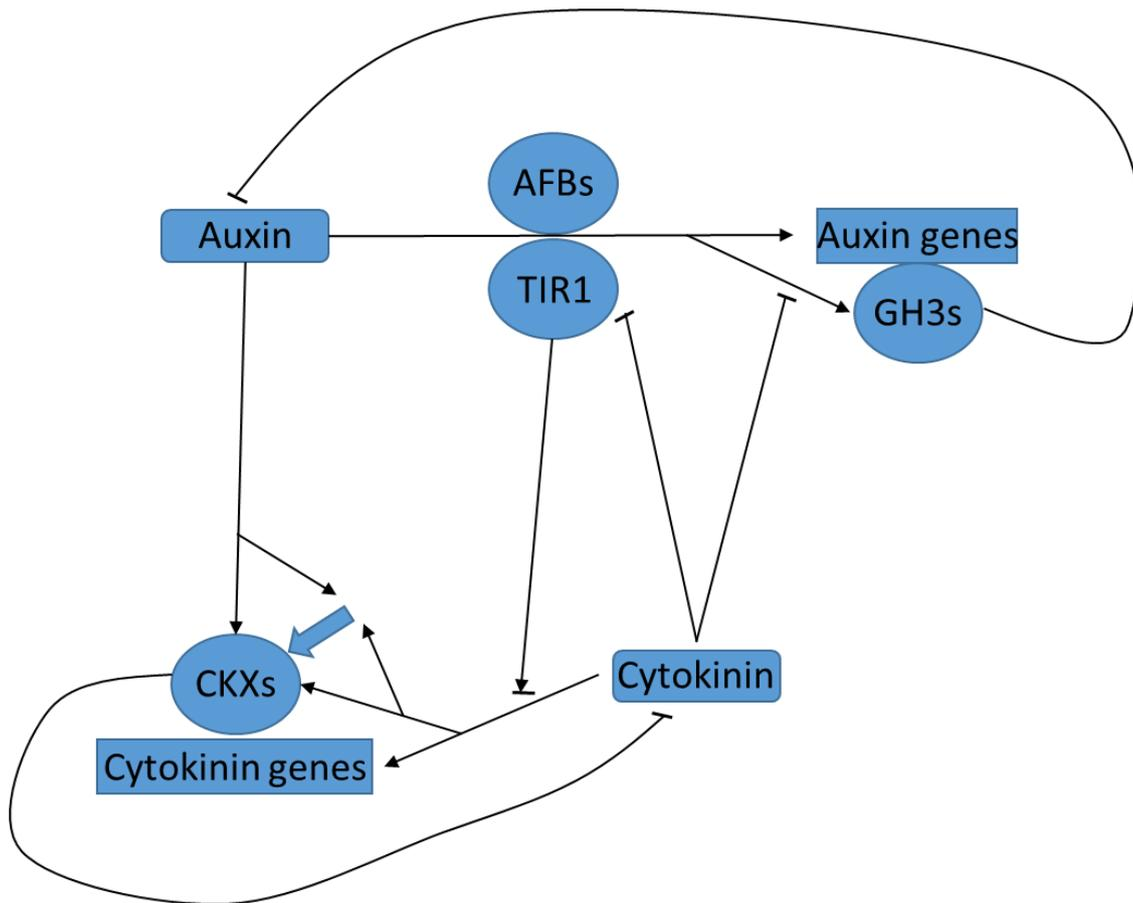 AFBs
Auxin
Auxin genes
TIR1
GH3s
CKXs
Cytokinin
Cytokinin genes